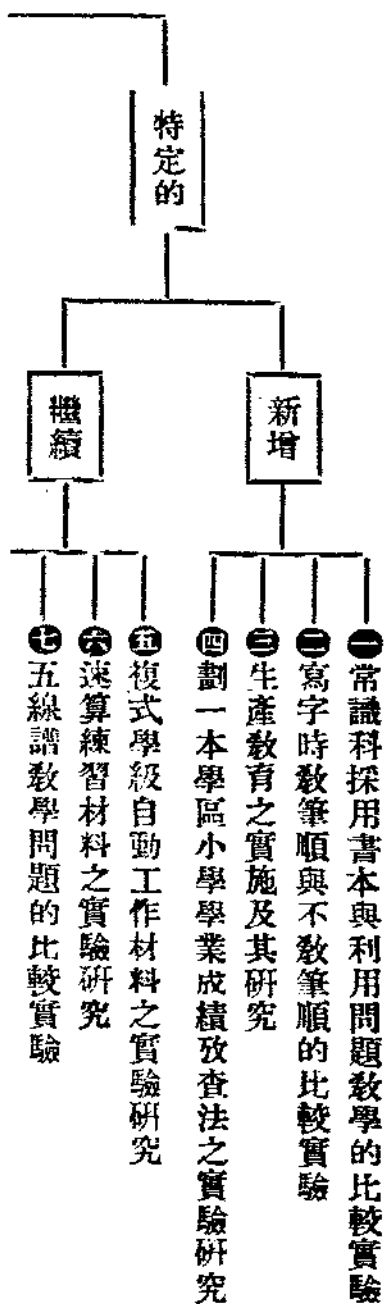 特定的
新增
㊀常識科採用書本與利用問題教學的比較實驗
㊁寫字時教筆順與不教筆順的比較實驗
㊂生產教育之實施及其研究
㊃劃一本學區小學學業成績攷查法之實驗研究
繼續
㊄複式學級自動工作材料之實驗研究
㊅速算練習材料之實驗研究
㊆五線譜教學問題的比較實驗